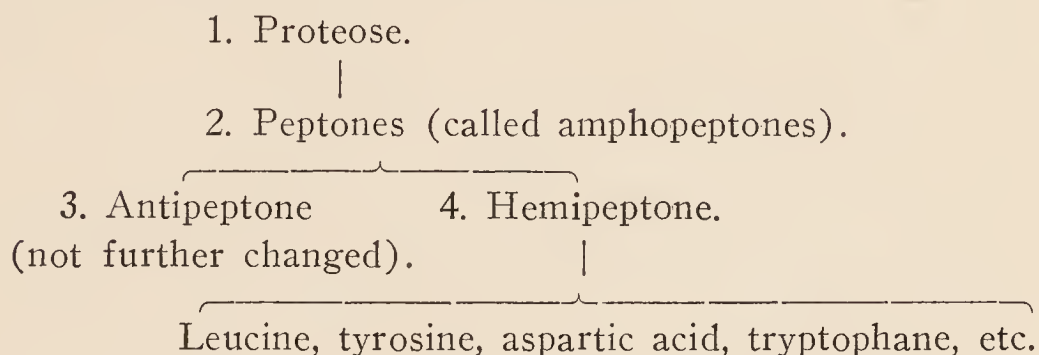 1. Proteose.
2. Peptones (called amphopeptones).
3. Antipeptone 4. Hemipeptone.
(not further changed).
Leucine, tyrosine, aspartic acid, tryptophane, etc.